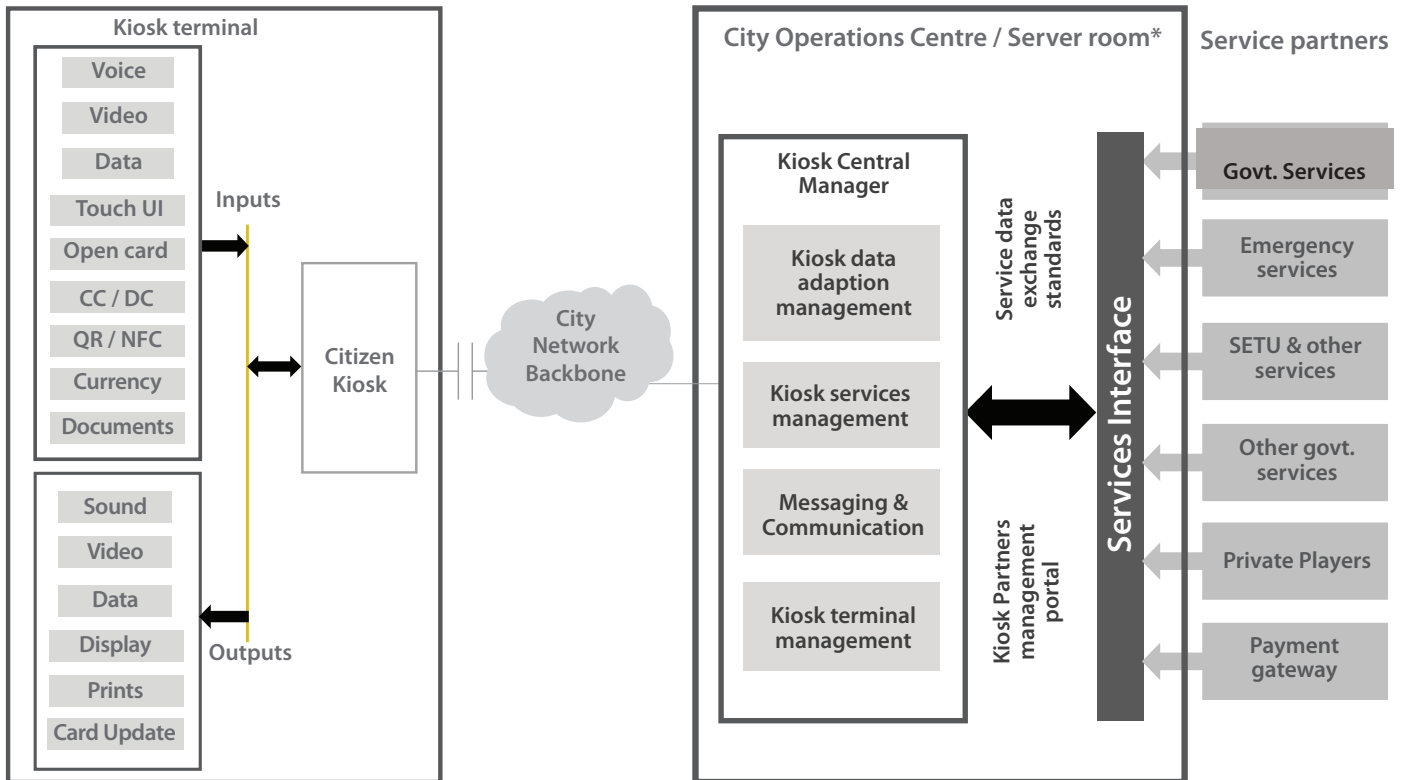 Kiosk terminal
Voice
Video
Data
Touch UI
Open card
CC / DC
QR / NFC
Currency
Documents
Inputs
Sound
Video
Data
Display
Prints
Card Update
Outputs
Citizen
Kiosk
City
Network
Backbone
City Operations Centre / Server room*
Kiosk Central
Manager
Kiosk data
adaption
management
Kiosk services
management
Messaging &
Communication
Kiosk terminal
management
Service data
exchange
standards
Kiosk Partners
management
portal
Services Interface
Service partners
Govt. Services
Emergency
services
SETU & other
services
Other govt.
services
Private Players
Payment
gateway